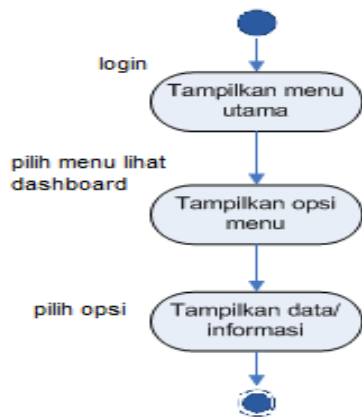 login
Tampilkan menu
utama
pilih menu lihat
dashboard
Tampilkan opsi
menu
pilih opsi
Tampilkan data/
informasi